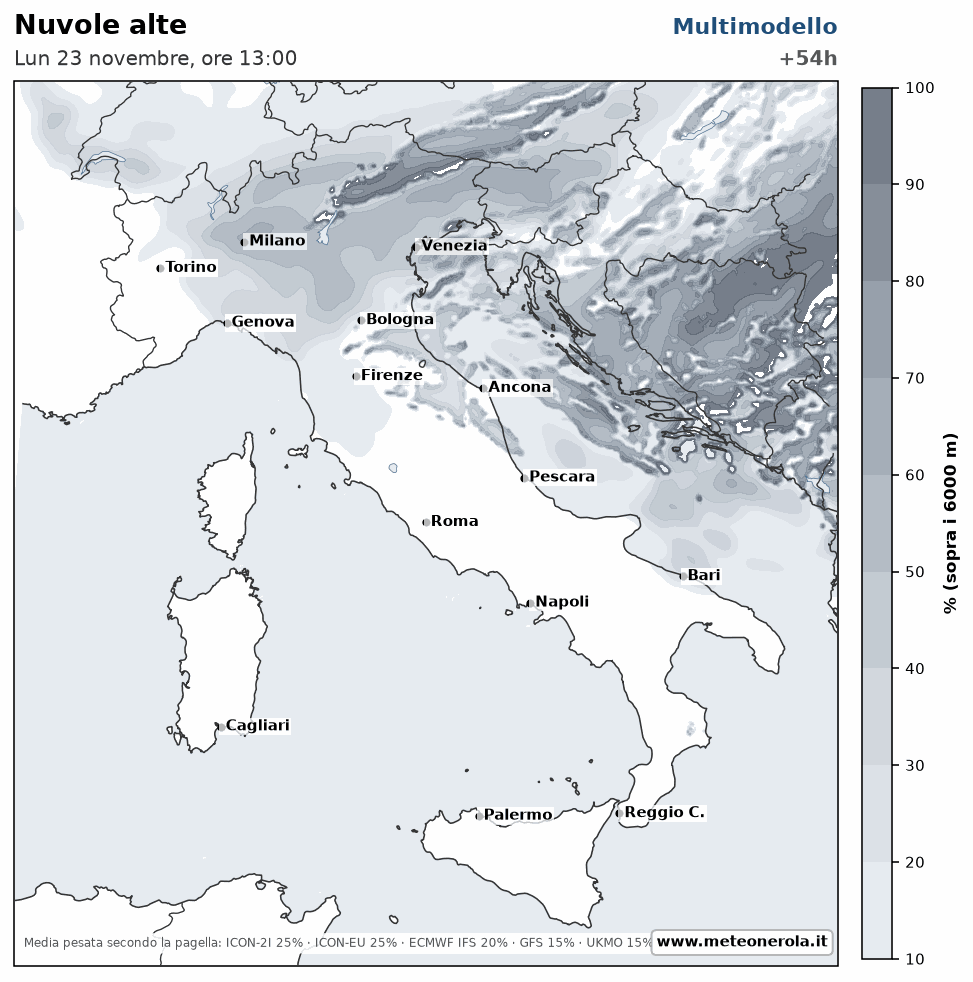 Nuvole alte
Multimodello
Lun 23 novembre, ore 13:00
+54h
100
90
80
70
60
50
40
30
20
10
% (sopra i 6000 m)
Milano
Venezia
Torino
Genova
Bologna
Firenze
Ancona
Pescara
Roma
Bari
Napoli
Cagliari
Palermo
Reggio C.
Media pesata secondo la pagella: ICON-2I 25% · ICON-EU 25% · ECMWF IFS 20% · GFS 15% · UKMO 15%
www.meteonerola.it